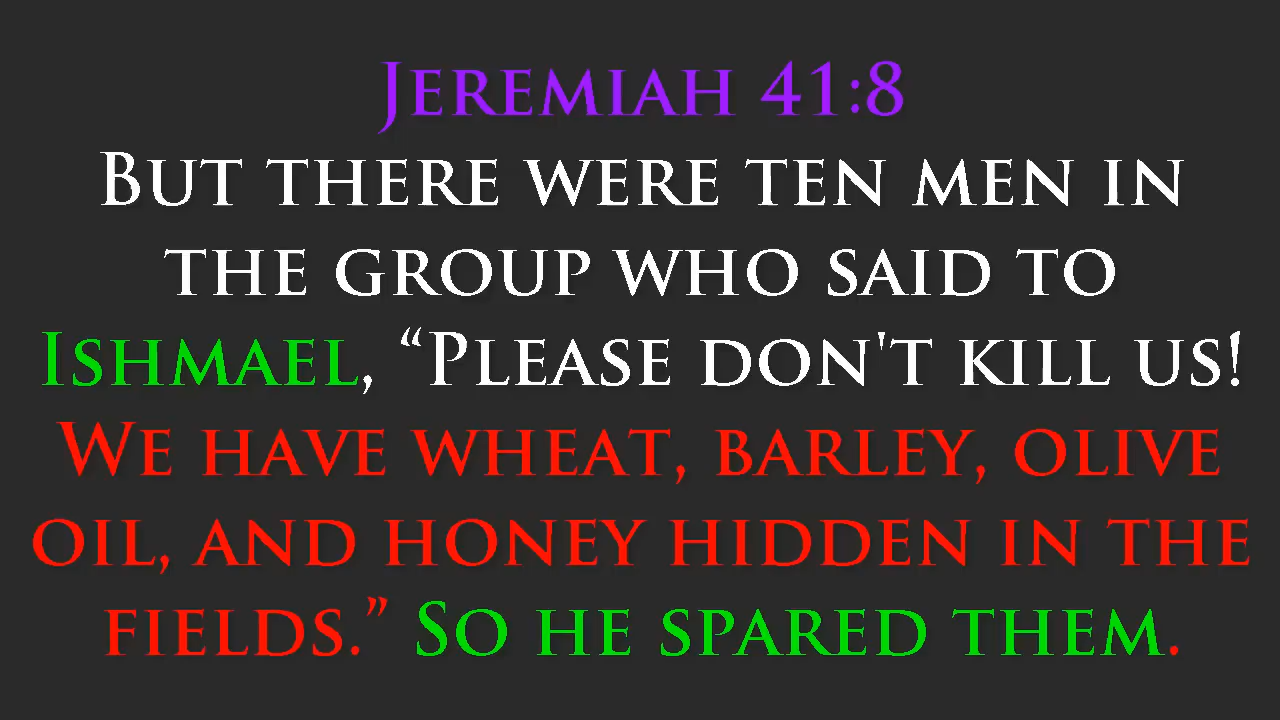 Jeremiah 41:8
But there were ten men in
the group who said to
Ishmael, “Please don't kill us!
We have wheat, barley, olive
oil, and honey hidden in the
fields.” So he spared them.